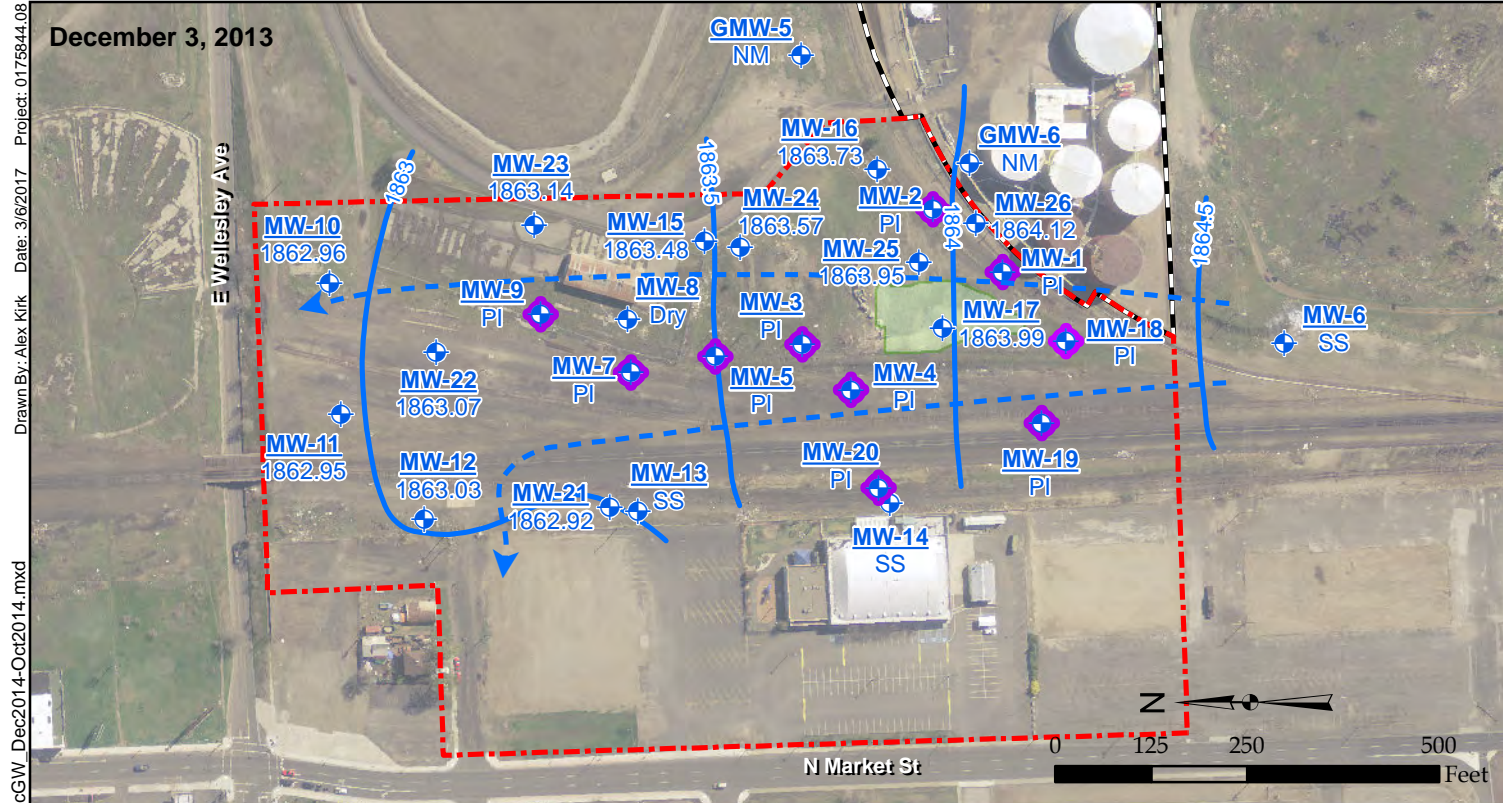 December 3, 2013
Drawn By: Alex Kirk Date: 3/6/2017 Project: 01758844.08
cGW_Dec2014-Oct2014.mxd
E Wellesley Ave
GMW-5
NM
MW-16
1863.73
GMW-6
NM
1863
MW-23
1863.14
1863.5
MW-24
1863.57
MW-2
PI
1864
MW-26
1864.12
1864.5
MW-10
1862.96
MW-15
1863.48
MW-25
1863.95
MW-1
PI
MW-9
PI
MW-8
Dry
MW-3
PI
MW-17
1863.99
MW-18
PI
MW-6
SS
MW-22
1863.07
MW-7
PI
MW-5
PI
MW-4
PI
MW-11
1862.95
MW-12
1863.03
MW-21
1862.92
MW-13
SS
MW-20
PI
MW-19
PI
MW-14
SS
N
0 125 250 500
Feet
N Market St